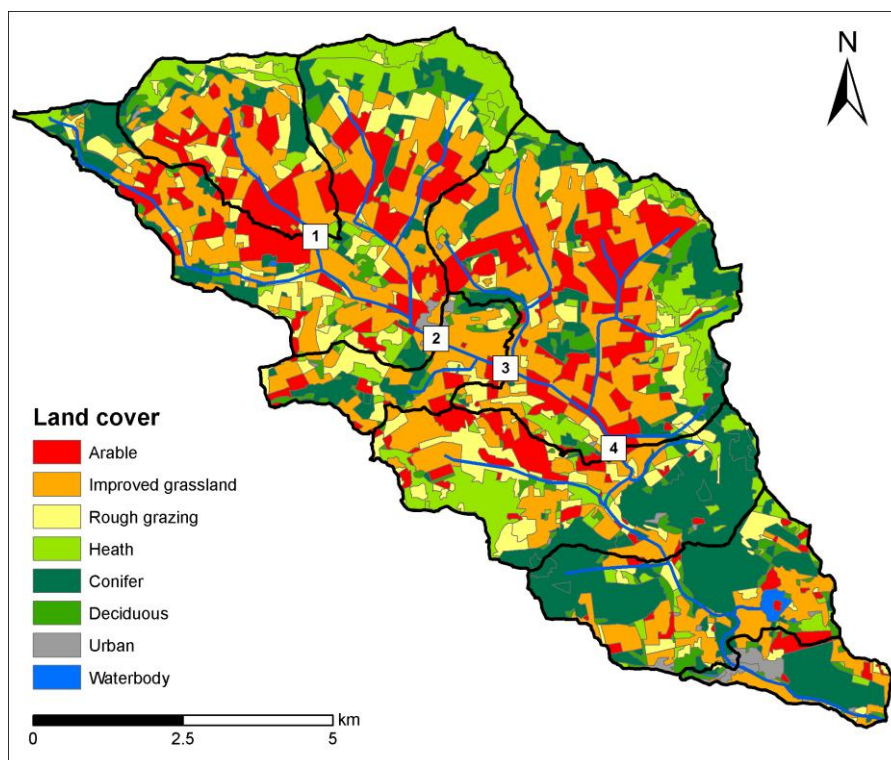 N
1
2
3
4
Land cover
Arable
Improved grassland
Rough grazing
Heath
Conifer
Deciduous
Urban
Waterbody
km
0 2.5 5